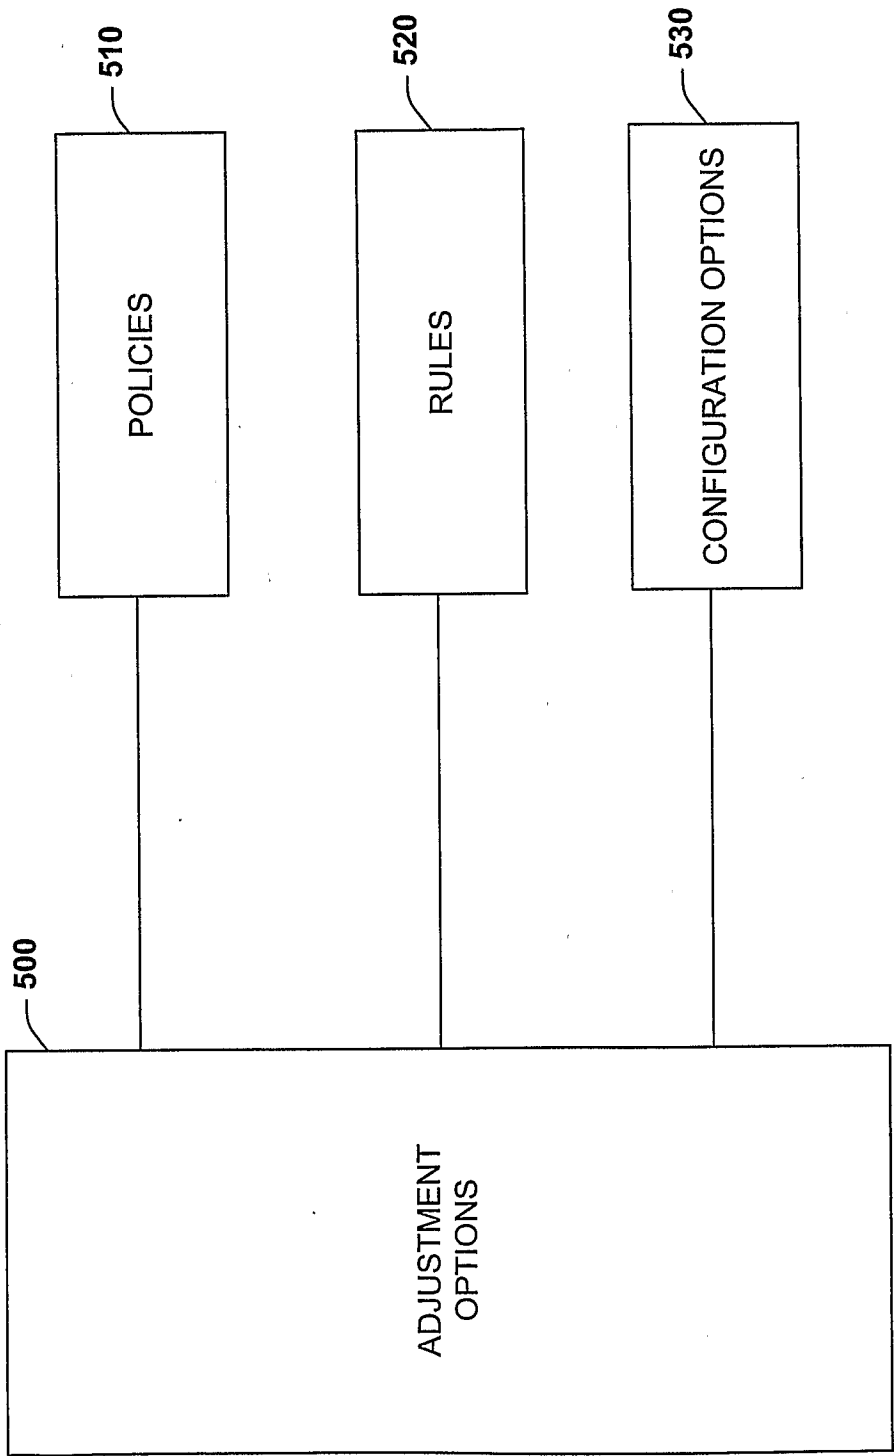 500
ADJUSTMENT
OPTIONS
510
POLICIES
520
RULES
530
CONFIGURATION OPTIONS